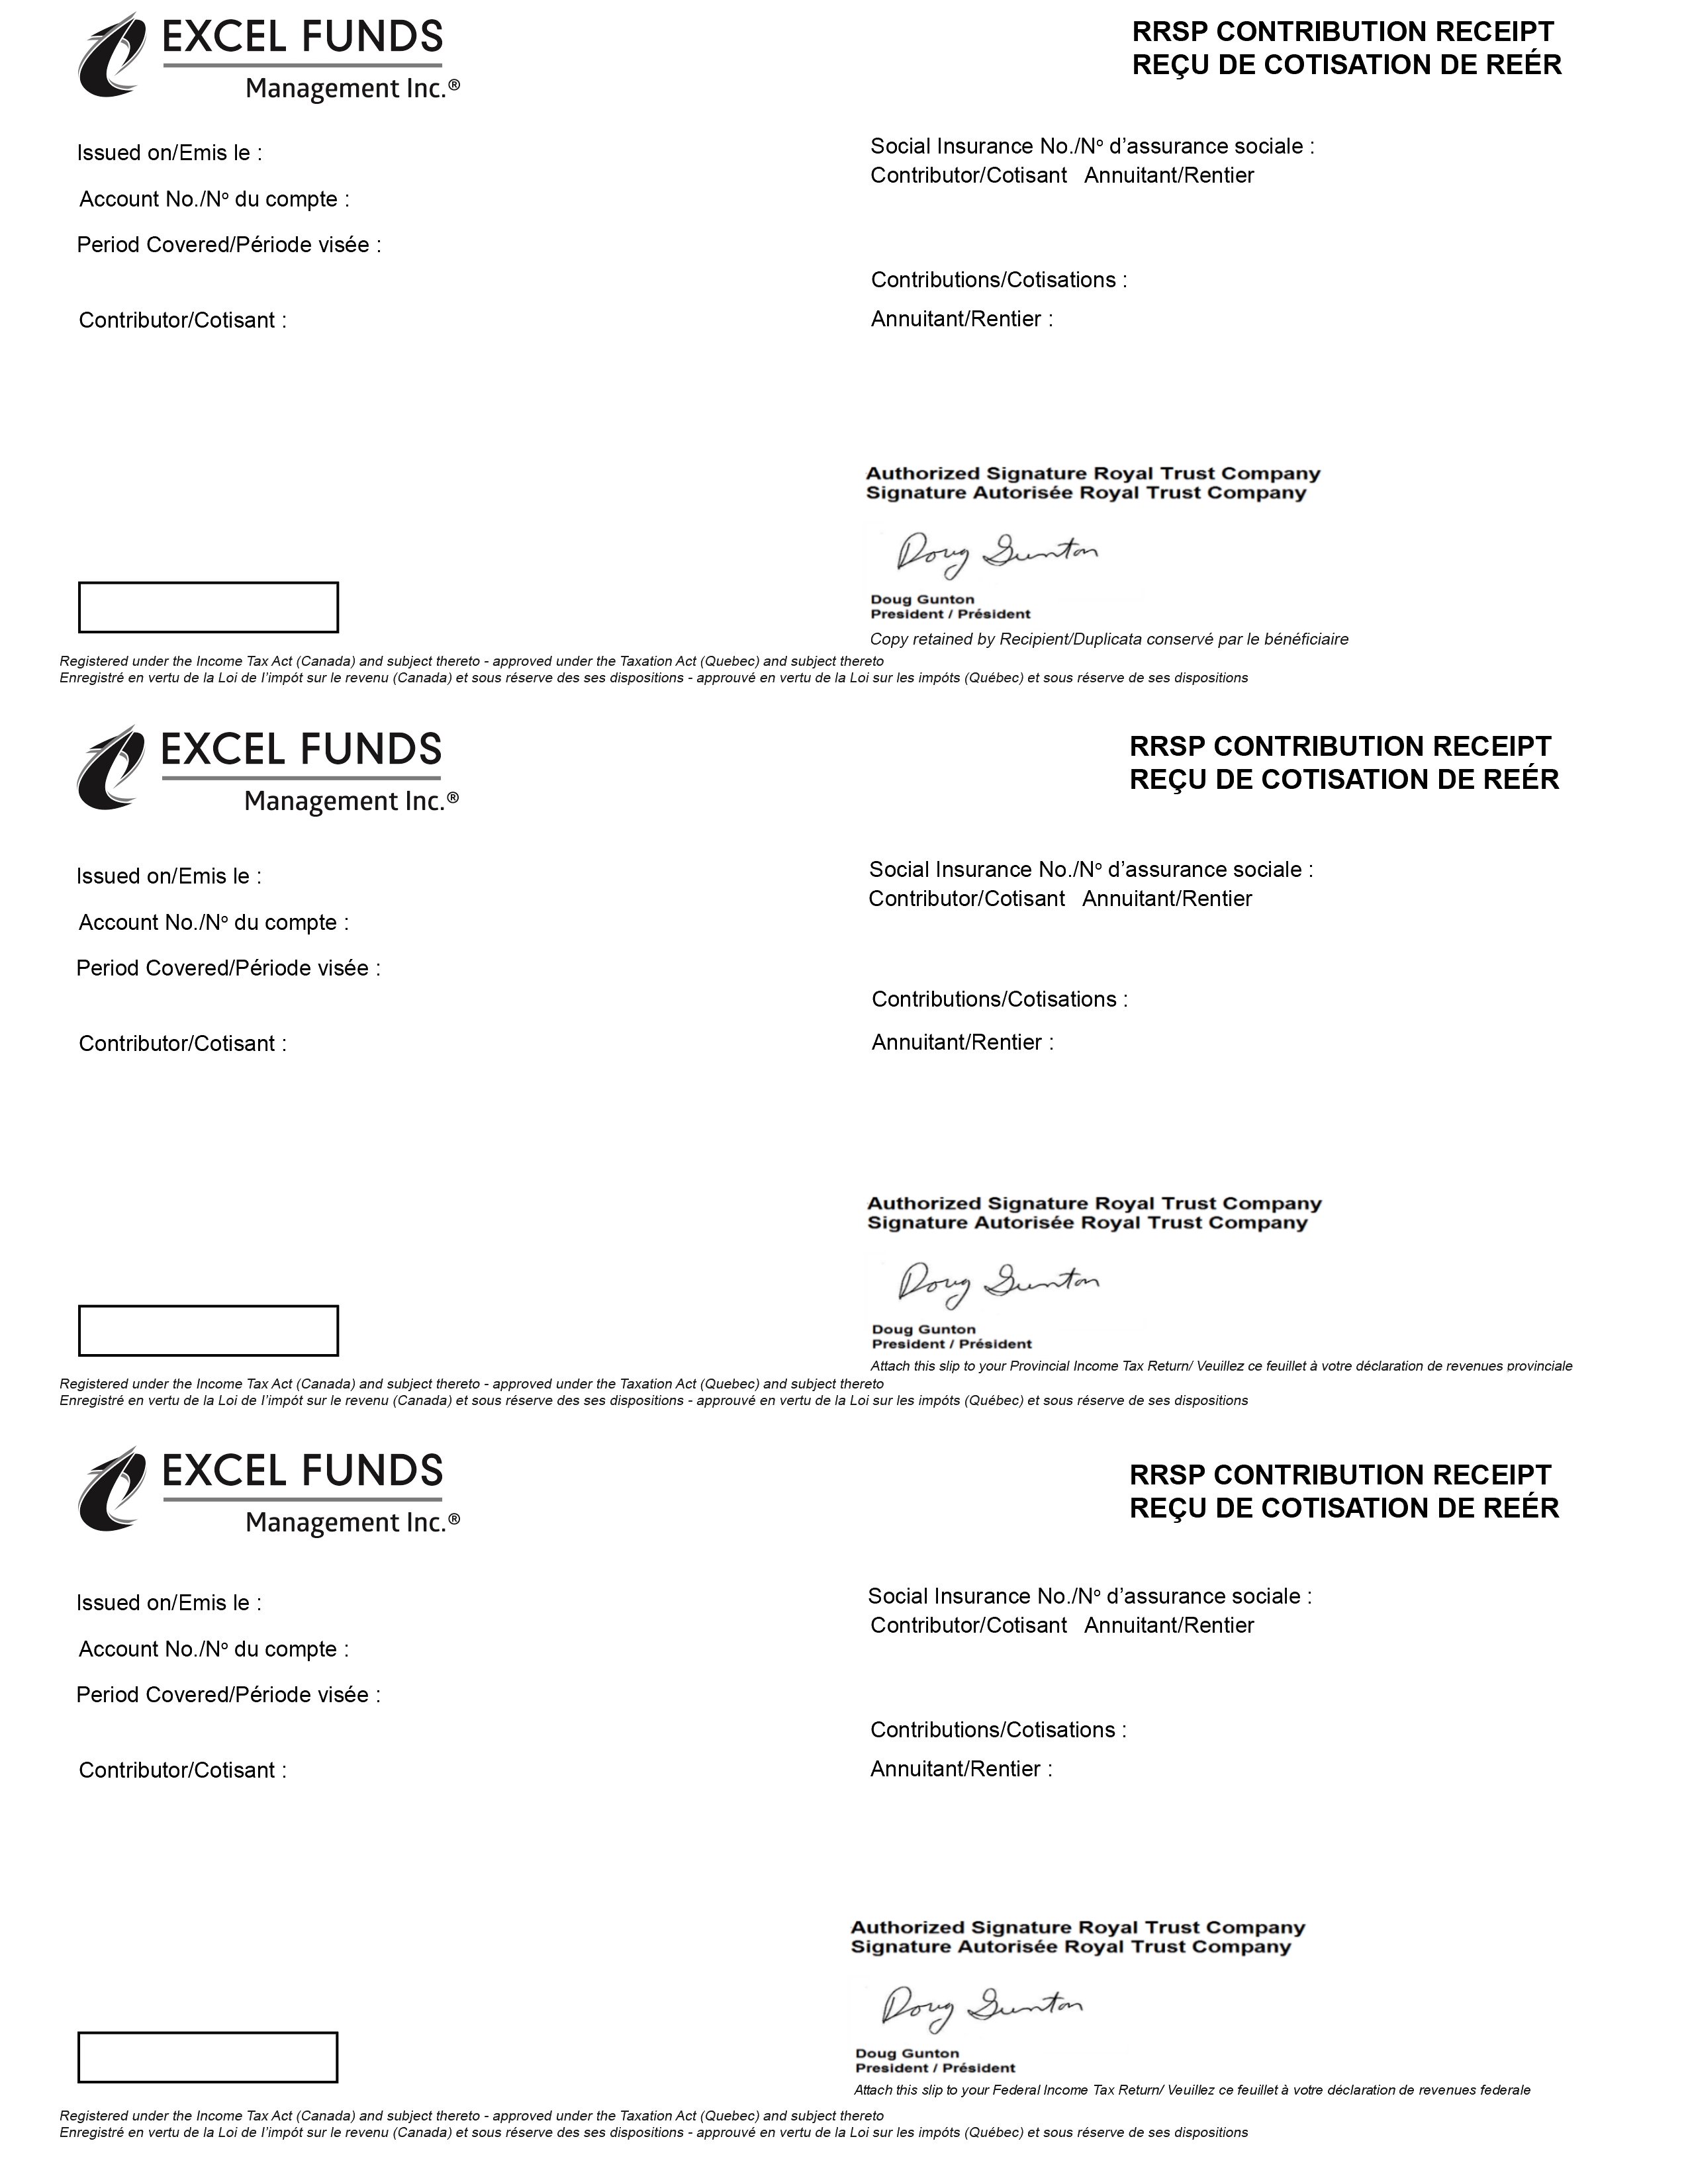 EXCEL FUNDS
Management Inc.®
RRSP CONTRIBUTION RECEIPT
REÇU DE COTISATION DE REÉR
Issued on/Emis le :
Social Insurance No./Nº d’assurance sociale :
Contributor/Cotisant Annuitant/Rentier
Account No./Nº du compte :
Period Covered/Période visée :
Contributions/Cotisations :
Contributor/Cotisant :
Annuitant/Rentier :
Authorized Signature Royal Trust Company
Signature Autorisée Royal Trust Company
Doug Gunton
Doug Gunton
President / Président
Copy retained by Recipient/Duplicata conservé par le bénéficiaire
Registered under the Income Tax Act (Canada) and subject thereto - approved under the Taxation Act (Quebec) and subject thereto
Enregistré en vertu de la Loi de l’impót sur le revenu (Canada) et sous réserve des ses dispositions - approuvé en vertu de la Loi sur les impóts (Québec) et sous réserve de ses dispositions
EXCEL FUNDS
Management Inc.®
RRSP CONTRIBUTION RECEIPT
REÇU DE COTISATION DE REÉR
Issued on/Emis le :
Social Insurance No./Nº d’assurance sociale :
Contributor/Cotisant Annuitant/Rentier
Account No./Nº du compte :
Period Covered/Période visée :
Contributions/Cotisations :
Contributor/Cotisant :
Annuitant/Rentier :
Authorized Signature Royal Trust Company
Signature Autorisée Royal Trust Company
Doug Gunton
Doug Gunton
President / Président
Attach this slip to your Provincial Income Tax Return/ Veuillez ce feuillet à votre déclaration de revenues provinciale
Registered under the Income Tax Act (Canada) and subject thereto - approved under the Taxation Act (Quebec) and subject thereto
Enregistré en vertu de la Loi de l’impót sur le revenu (Canada) et sous réserve des ses dispositions - approuvé en vertu de la Loi sur les impóts (Québec) et sous réserve de ses dispositions
EXCEL FUNDS
Management Inc.®
RRSP CONTRIBUTION RECEIPT
REÇU DE COTISATION DE REÉR
Issued on/Emis le :
Social Insurance No./Nº d’assurance sociale :
Contributor/Cotisant Annuitant/Rentier
Account No./Nº du compte :
Period Covered/Période visée :
Contributions/Cotisations :
Contributor/Cotisant :
Annuitant/Rentier :
Authorized Signature Royal Trust Company
Signature Autorisée Royal Trust Company
Doug Gunton
Doug Gunton
President / Président
Attach this slip to your Federal Income Tax Return/ Veuillez ce feuillet à votre déclaration de revenues federale
Registered under the Income Tax Act (Canada) and subject thereto - approved under the Taxation Act (Quebec) and subject thereto
Enregistré en vertu de la Loi de l’impót sur le revenu (Canada) et sous réserve des ses dispositions - approuvé en vertu de la Loi sur les impóts (Québec) et sous réserve de ses dispositions